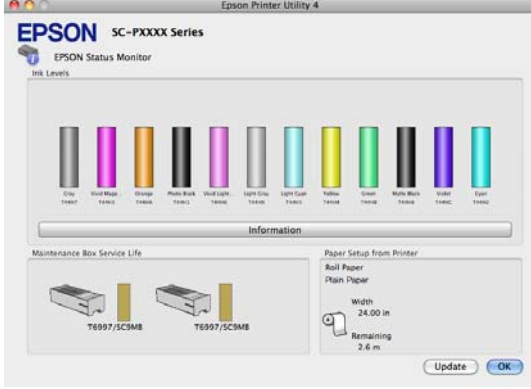 Epson Printer Utility 4
EPSON SC-PXXXX Series
EPSON Status Monitor
Ink Levels
Gray Vivid Mage... Orange Photo Black Vivid Light... Light Gray Light Cyan Yellow Green Matte Black Violet Cyan
Information
Maintenance Box Service Life
T6997/SC9MB T6997/SC9MB
Paper Setup from Printer
Roll Paper
Plain Paper
Width
24.00 in
Remaining
2.6 m
Update OK